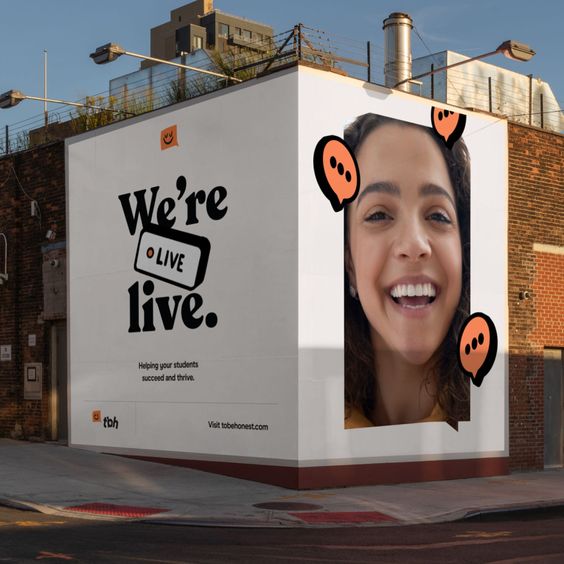 We're
LIVE
live.
Helping your students
succeed and thrive.
tbh
Visit tobehonest.com